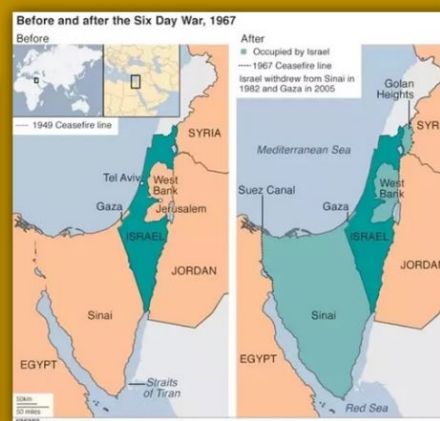 Before and after the Six Day War, 1967
Before
1949 Ceasefire line
SYRIA
Tel Aviv
West
Bank
Gaza
Jerusalem
ISRAEL
JORDAN
Sinai
EGYPT
Straits
of Tiran
50km
50 miles
After
Occupied by Israel
1967 Ceasefire line
Israel withdrew from Sinai in
1982 and Gaza in 2005
Golan
Heights
SYR
Mediterranean Sea
Suez Canal
West
Bank
Gaza
ISRAEL
JORDA
Sinai
EGYPT
Red Sea